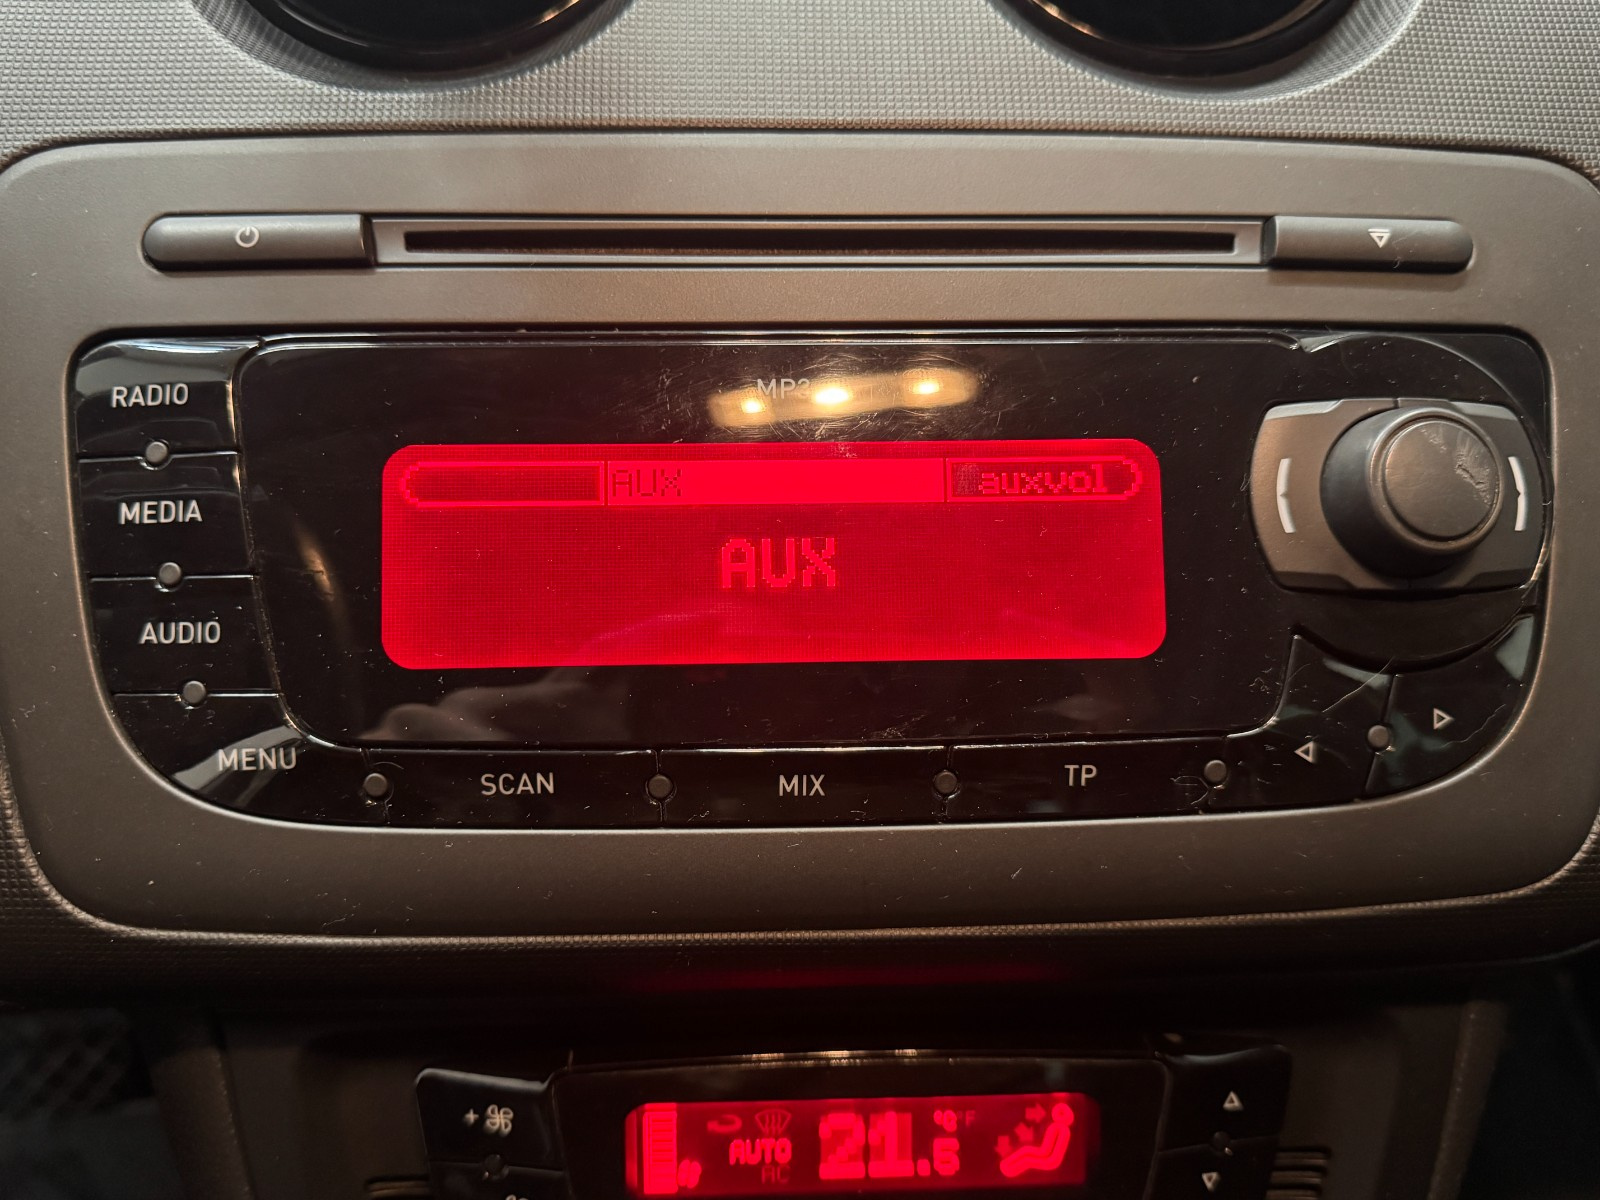 MP3
RADIO
AUX auxvol
MEDIA
AUX
AUDIO
MENU SCAN MIX TP
AUTO 21.5 °C °F
AC